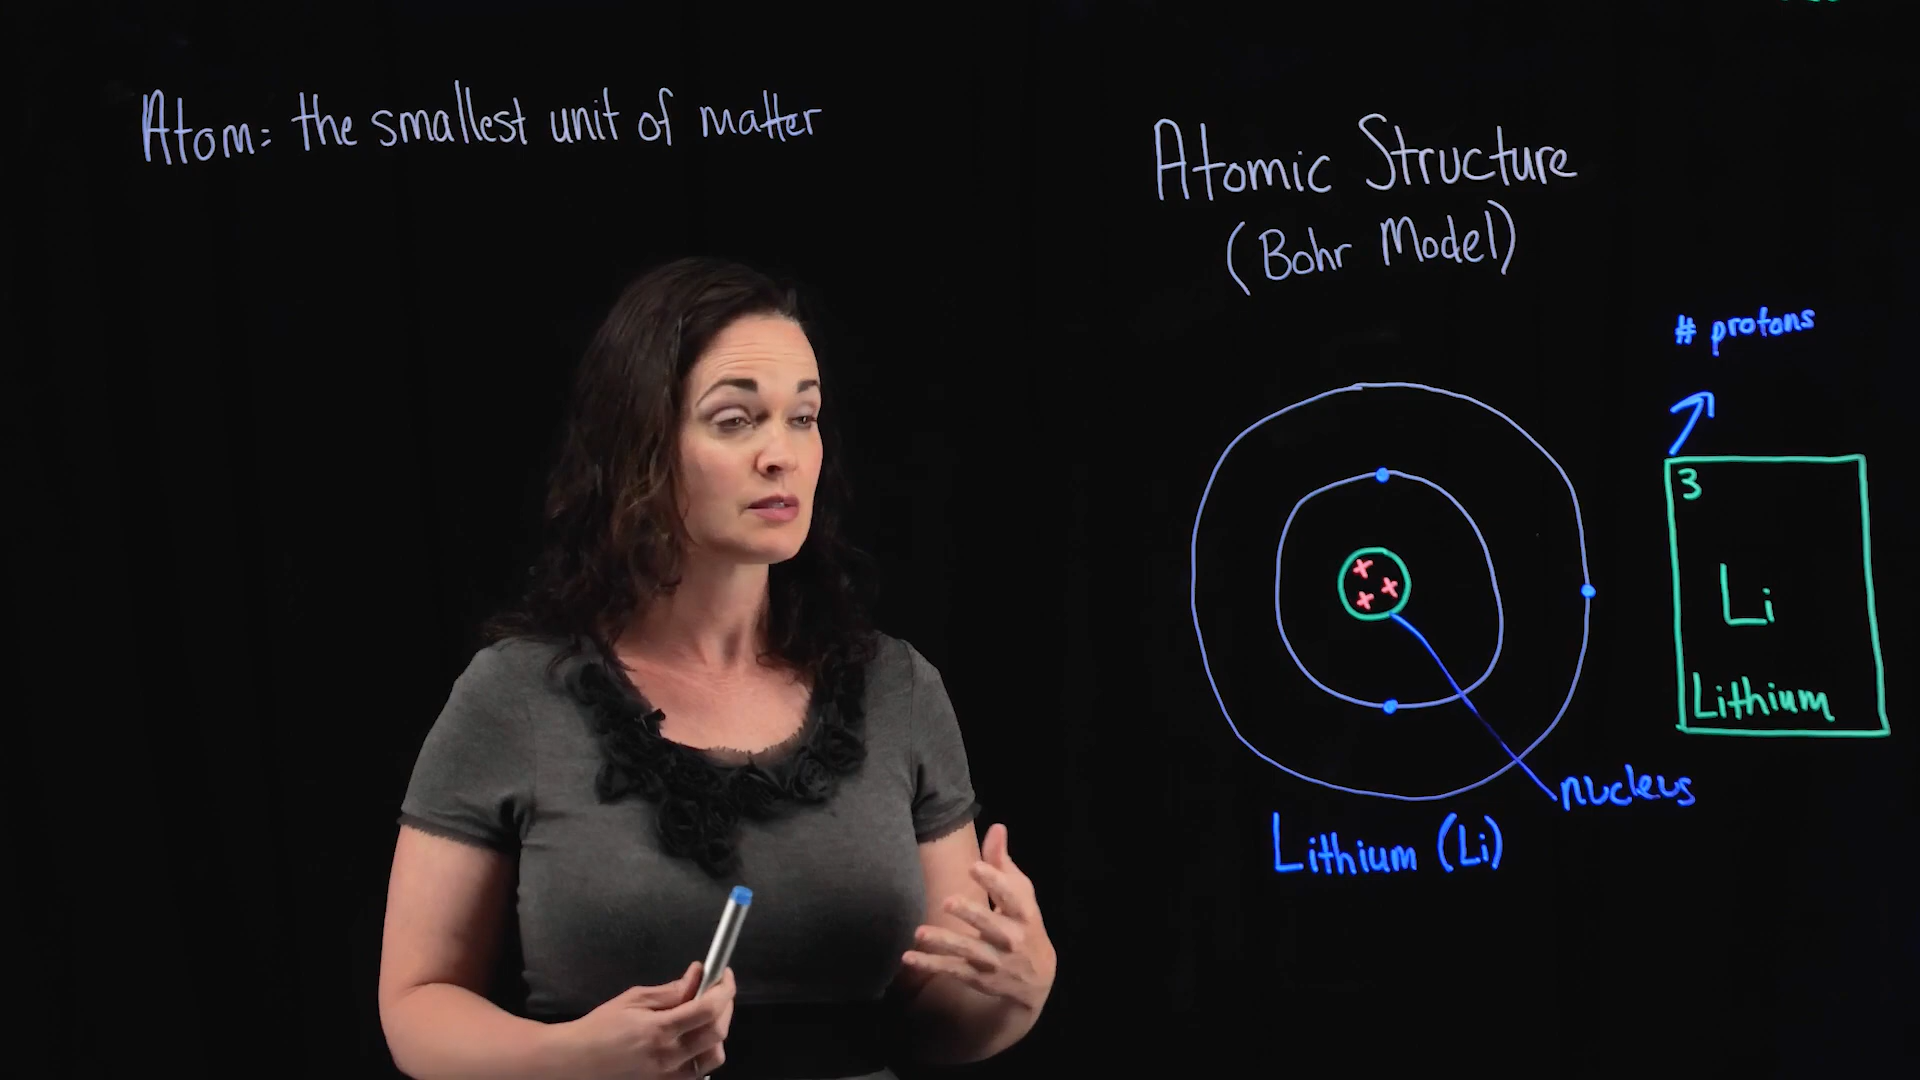 Atom: the smallest unit of matter
Atomic Structure
(Bohr Model)
# protons
3
Li
Lithium
+ + +
nucleus
Lithium (Li)